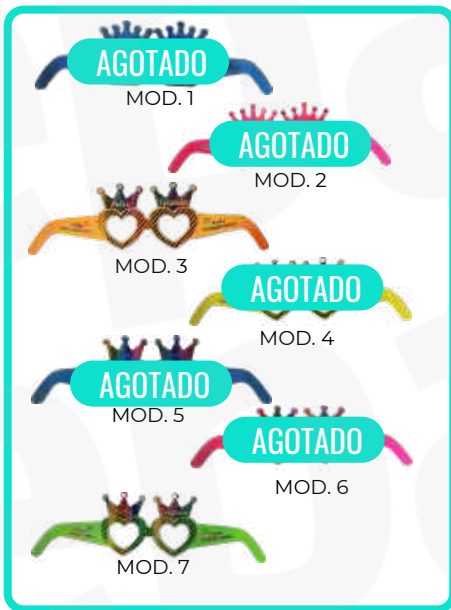 AGOTADO
MOD. 1
AGOTADO
MOD. 2
MOD. 3
AGOTADO
MOD. 4
AGOTADO
MOD. 5
AGOTADO
MOD. 6
MOD. 7